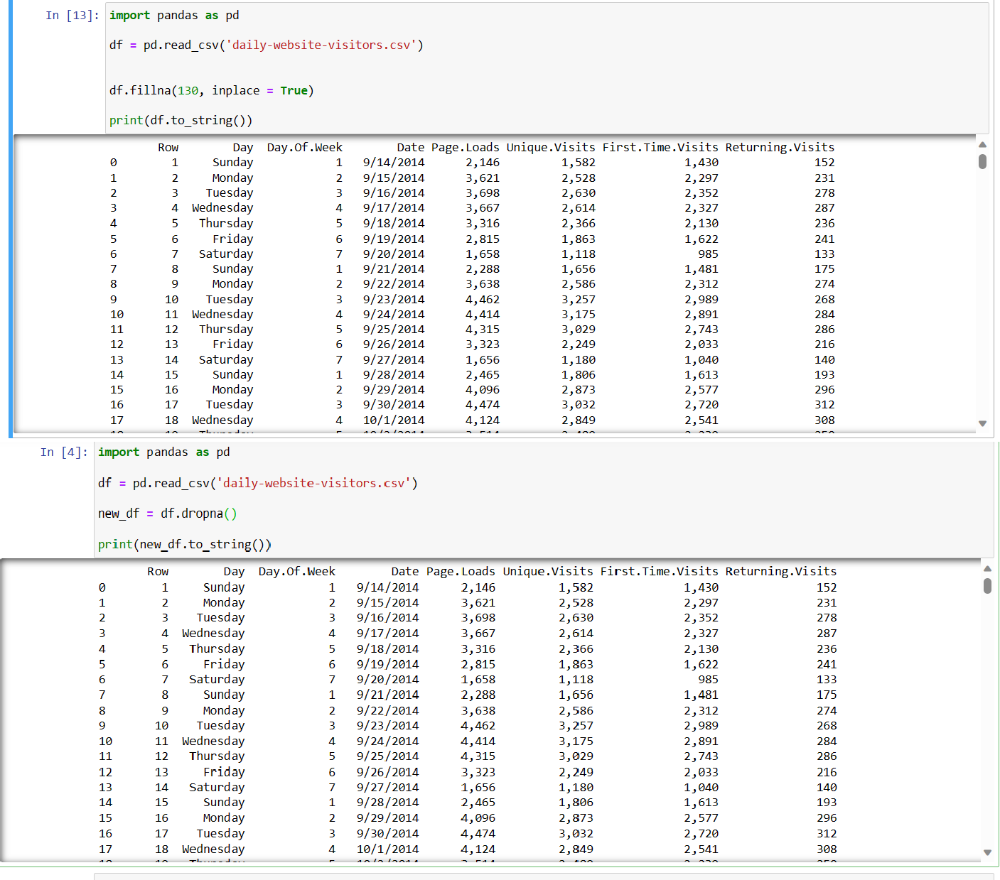 In [13]: import pandas as pd
df = pd.read_csv('daily-website-visitors.csv')
df.fillna(130, inplace = True)
print(df.to_string())
Row Day Day.Of.Week Date Page.Loads Unique.Visits First.Time.Visits Returning.Visits
0 1 Sunday 1 9/14/2014 2,146 1,582 1,430 152
1 2 Monday 2 9/15/2014 3,621 2,528 2,297 231
2 3 Tuesday 3 9/16/2014 3,698 2,630 2,352 278
3 4 Wednesday 4 9/17/2014 3,667 2,614 2,327 287
4 5 Thursday 5 9/18/2014 3,316 2,366 2,130 236
5 6 Friday 6 9/19/2014 2,815 1,863 1,622 241
6 7 Saturday 7 9/20/2014 1,658 1,118 985 133
7 8 Sunday 1 9/21/2014 2,288 1,656 1,481 175
8 9 Monday 2 9/22/2014 3,638 2,586 2,312 274
9 10 Tuesday 3 9/23/2014 4,462 3,257 2,989 268
10 11 Wednesday 4 9/24/2014 4,414 3,175 2,891 284
11 12 Thursday 5 9/25/2014 4,315 3,029 2,743 286
12 13 Friday 6 9/26/2014 3,323 2,249 2,033 216
13 14 Saturday 7 9/27/2014 1,656 1,180 1,040 140
14 15 Sunday 1 9/28/2014 2,465 1,806 1,613 193
15 16 Monday 2 9/29/2014 4,096 2,873 2,577 296
16 17 Tuesday 3 9/30/2014 4,474 3,032 2,720 312
17 18 Wednesday 4 10/1/2014 4,124 2,849 2,541 308
In [4]: import pandas as pd
df = pd.read_csv('daily-website-visitors.csv')
new_df = df.dropna()
print(new_df.to_string())
Row Day Day.Of.Week Date Page.Loads Unique.Visits First.Time.Visits Returning.Visits
0 1 Sunday 1 9/14/2014 2,146 1,582 1,430 152
1 2 Monday 2 9/15/2014 3,621 2,528 2,297 231
2 3 Tuesday 3 9/16/2014 3,698 2,630 2,352 278
3 4 Wednesday 4 9/17/2014 3,667 2,614 2,327 287
4 5 Thursday 5 9/18/2014 3,316 2,366 2,130 236
5 6 Friday 6 9/19/2014 2,815 1,863 1,622 241
6 7 Saturday 7 9/20/2014 1,658 1,118 985 133
7 8 Sunday 1 9/21/2014 2,288 1,656 1,481 175
8 9 Monday 2 9/22/2014 3,638 2,586 2,312 274
9 10 Tuesday 3 9/23/2014 4,462 3,257 2,989 268
10 11 Wednesday 4 9/24/2014 4,414 3,175 2,891 284
11 12 Thursday 5 9/25/2014 4,315 3,029 2,743 286
12 13 Friday 6 9/26/2014 3,323 2,249 2,033 216
13 14 Saturday 7 9/27/2014 1,656 1,180 1,040 140
14 15 Sunday 1 9/28/2014 2,465 1,806 1,613 193
15 16 Monday 2 9/29/2014 4,096 2,873 2,577 296
16 17 Tuesday 3 9/30/2014 4,474 3,032 2,720 312
17 18 Wednesday 4 10/1/2014 4,124 2,849 2,541 308